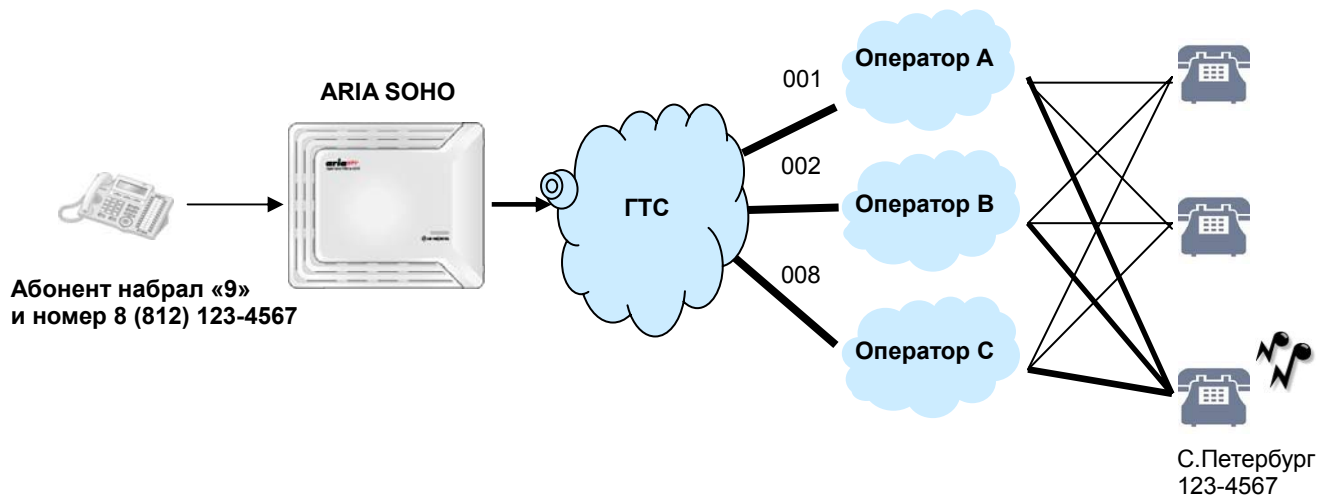 ARIA SOHO
aria
Абонент набрал «9»
и номер 8 (812) 123-4567
ГТС
001
002
008
Оператор А
Оператор В
Оператор С
С.Петербург
123-4567